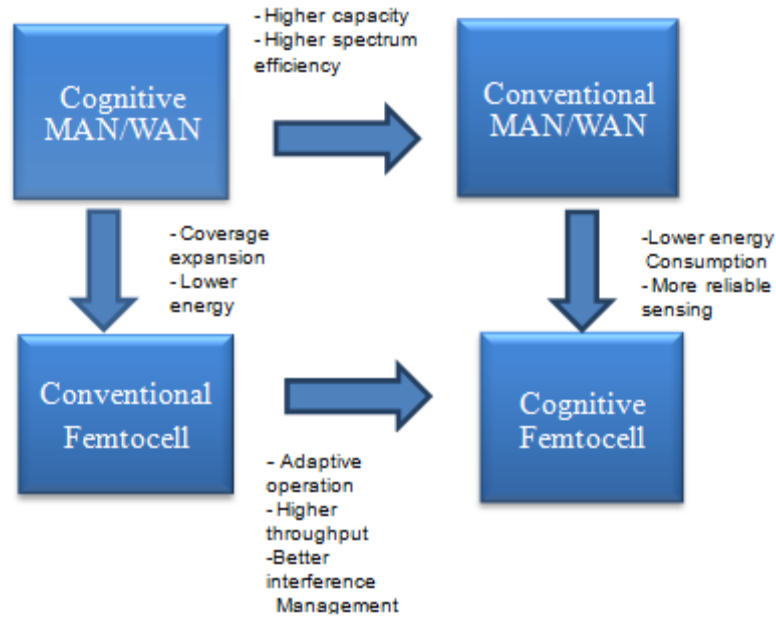 - Higher capacity
- Higher spectrum
efficiency
Cognitive
MAN/WAN
Conventional
MAN/WAN
- Coverage
expansion
- Lower
energy
-Lower energy
Consumption
- More reliable
sensing
Conventional
Femtocell
Cognitive
Femtocell
- Adaptive
operation
- Higher
throughput
-Better
interference
Management